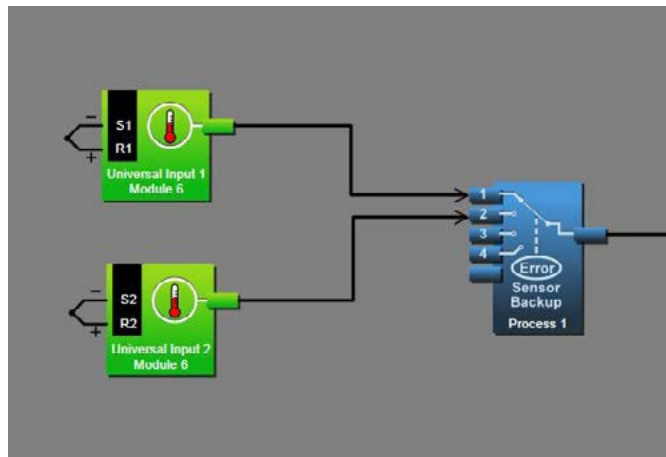 S1
R1
Universal Input 1
Module 6
S2
R2
Universal Input 2
Module 6
1
2
3
4
Error
Sensor
Backup
Process 1